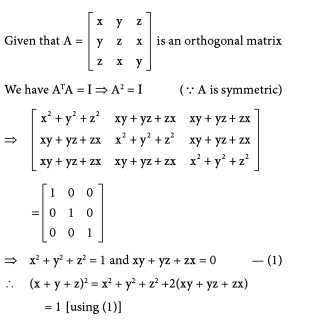 Given that A = [ x y z ; y z x ; z x y ] is an orthogonal matrix
We have AᵀA = I ⇒ A² = I (∵ A is symmetric)
⇒ [ x² + y² + z² xy + yz + zx xy + yz + zx
xy + yz + zx x² + y² + z² xy + yz + zx
xy + yz + zx xy + yz + zx x² + y² + z² ]
= [ 1 0 0
0 1 0
0 0 1 ]
⇒ x² + y² + z² = 1 and xy + yz + zx = 0 — (1)
∴ (x + y + z)² = x² + y² + z² +2(xy + yz + zx)
= 1 [using (1)]